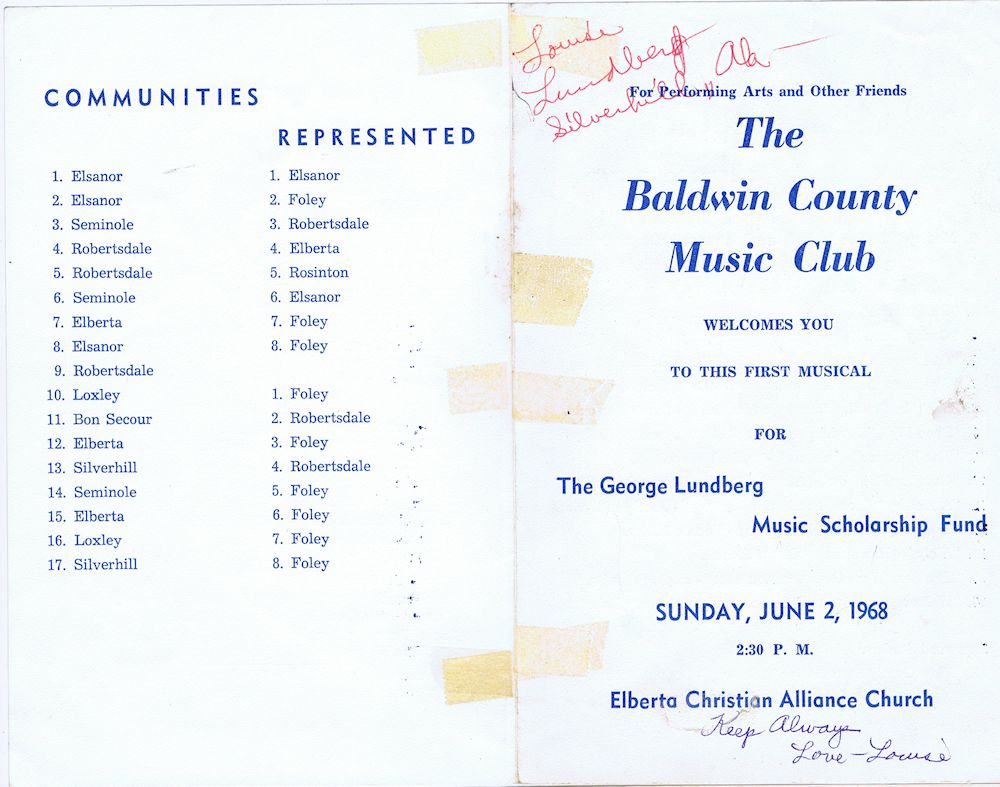 COMMUNITIES
REPRESENTED
1. Elsanor
2. Elsanor
3. Seminole
4. Robertsdale
5. Robertsdale
6. Seminole
7. Elberta
8. Elsanor
9. Robertsdale
10. Loxley
11. Bon Secour
12. Elberta
13. Silverhill
14. Seminole
15. Elberta
16. Loxley
17. Silverhill
1. Elsanor
2. Foley
3. Robertsdale
4. Elberta
5. Rosinton
6. Elsanor
7. Foley
8. Foley
1. Foley
2. Robertsdale
3. Foley
4. Robertsdale
5. Foley
6. Foley
7. Foley
8. Foley
Louise
Lundberg
Silverhill, Ala
For Performing Arts and Other Friends
The
Baldwin County
Music Club
WELCOMES YOU
TO THIS FIRST MUSICAL
FOR
The George Lundberg
Music Scholarship Fund
SUNDAY, JUNE 2, 1968
2:30 P. M.
Elberta Christian Alliance Church
Keep Always
Love - Louise